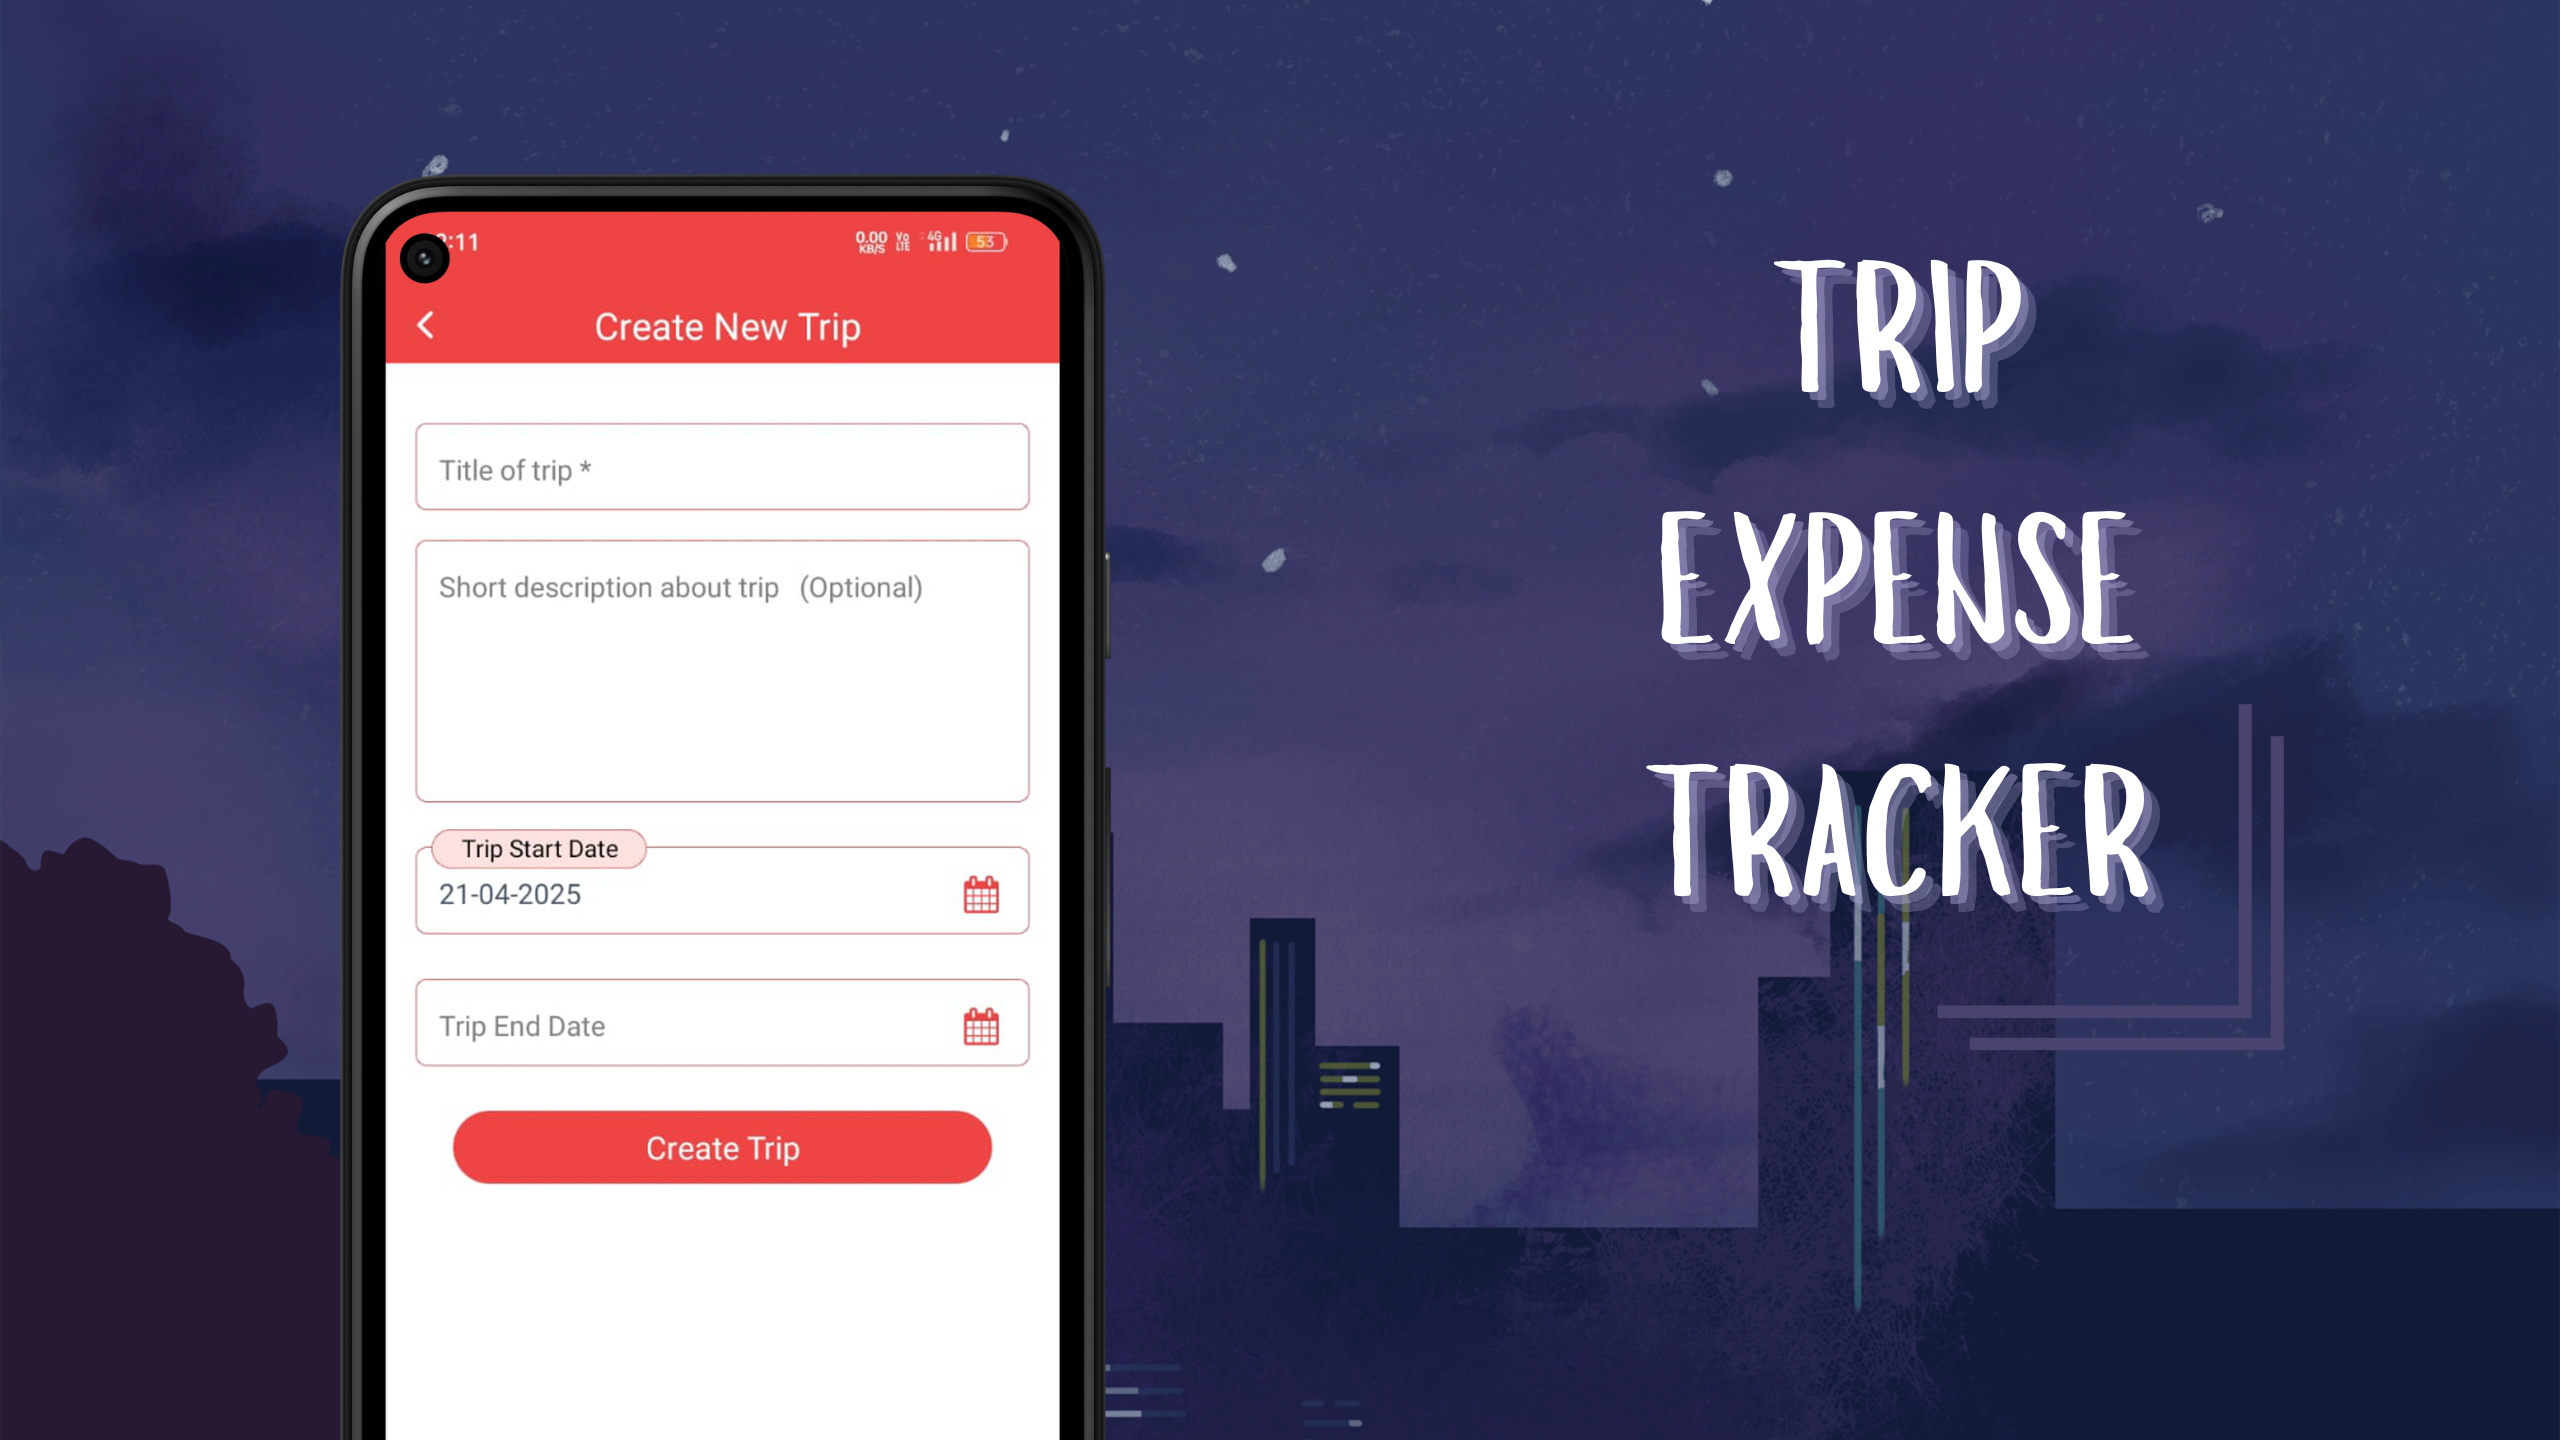 :11
0.00 KB/S Vo LTE 4G 53
Create New Trip
Title of trip *
Short description about trip (Optional)
Trip Start Date
21-04-2025
Trip End Date
Create Trip
TRIP
EXPENSE
TRACKER